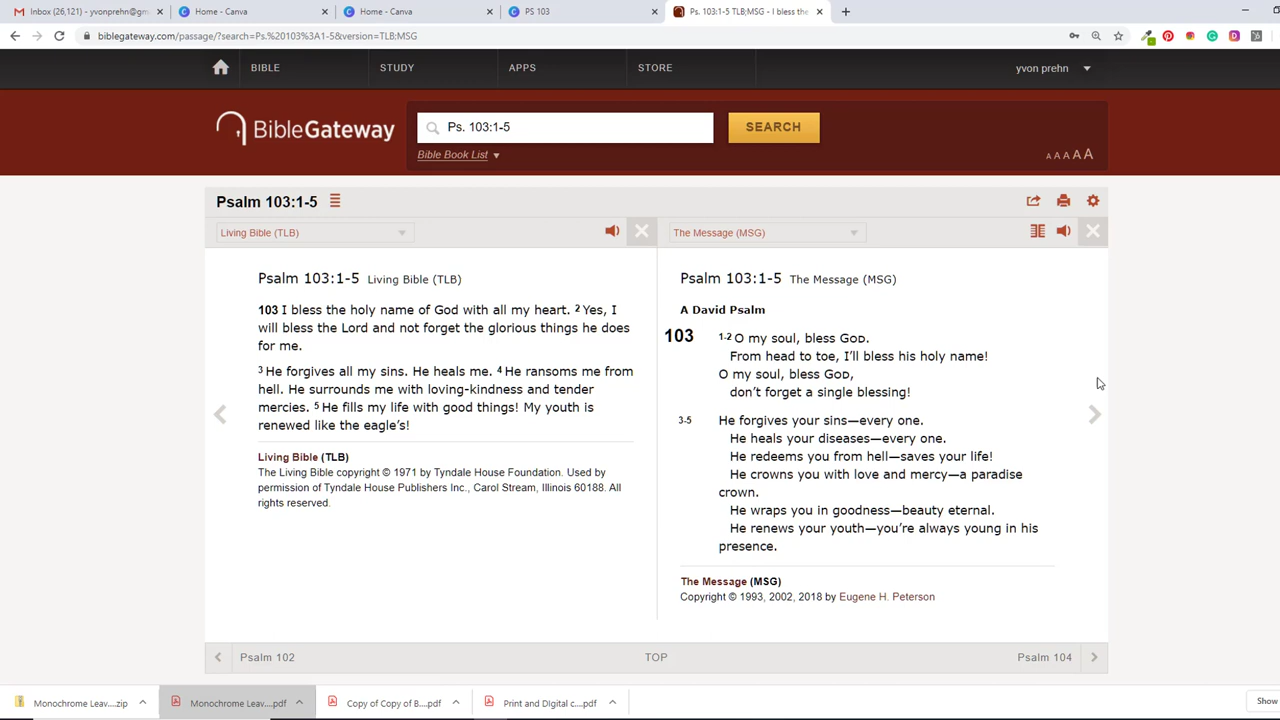 Inbox (26,121) - yvonprehn@gm
Home - Canva
Home - Canva
PS 103
Ps. 103:1-5 TLB;MSG - I bless the
biblegateway.com/passage/?search=Ps.%20103%3A1-5&version=TLB;MSG
BIBLE
STUDY
APPS
STORE
yvon prehn
BibleGateway
Ps. 103:1-5
SEARCH
Bible Book List
A A A A A
Psalm 103:1-5
Living Bible (TLB)
The Message (MSG)
Psalm 103:1-5 Living Bible (TLB)
103 I bless the holy name of God with all my heart. 2 Yes, I
will bless the Lord and not forget the glorious things he does
for me.
3 He forgives all my sins. He heals me. 4 He ransoms me from
hell. He surrounds me with loving-kindness and tender
mercies. 5 He fills my life with good things! My youth is
renewed like the eagle's!
Living Bible (TLB)
The Living Bible copyright © 1971 by Tyndale House Foundation. Used by
permission of Tyndale House Publishers Inc., Carol Stream, Illinois 60188. All
rights reserved.
Psalm 103:1-5 The Message (MSG)
A David Psalm
103 1-2 O my soul, bless GOD.
From head to toe, I'll bless his holy name!
O my soul, bless GOD,
don't forget a single blessing!
3-5 He forgives your sins—every one.
He heals your diseases—every one.
He redeems you from hell—saves your life!
He crowns you with love and mercy—a paradise
crown.
He wraps you in goodness—beauty eternal.
He renews your youth—you're always young in his
presence.
The Message (MSG)
Copyright © 1993, 2002, 2018 by Eugene H. Peterson
Psalm 102
TOP
Psalm 104
Monochrome Leav....zip
Monochrome Leav....pdf
Copy of Copy of B....pdf
Print and Digital c....pdf
Show